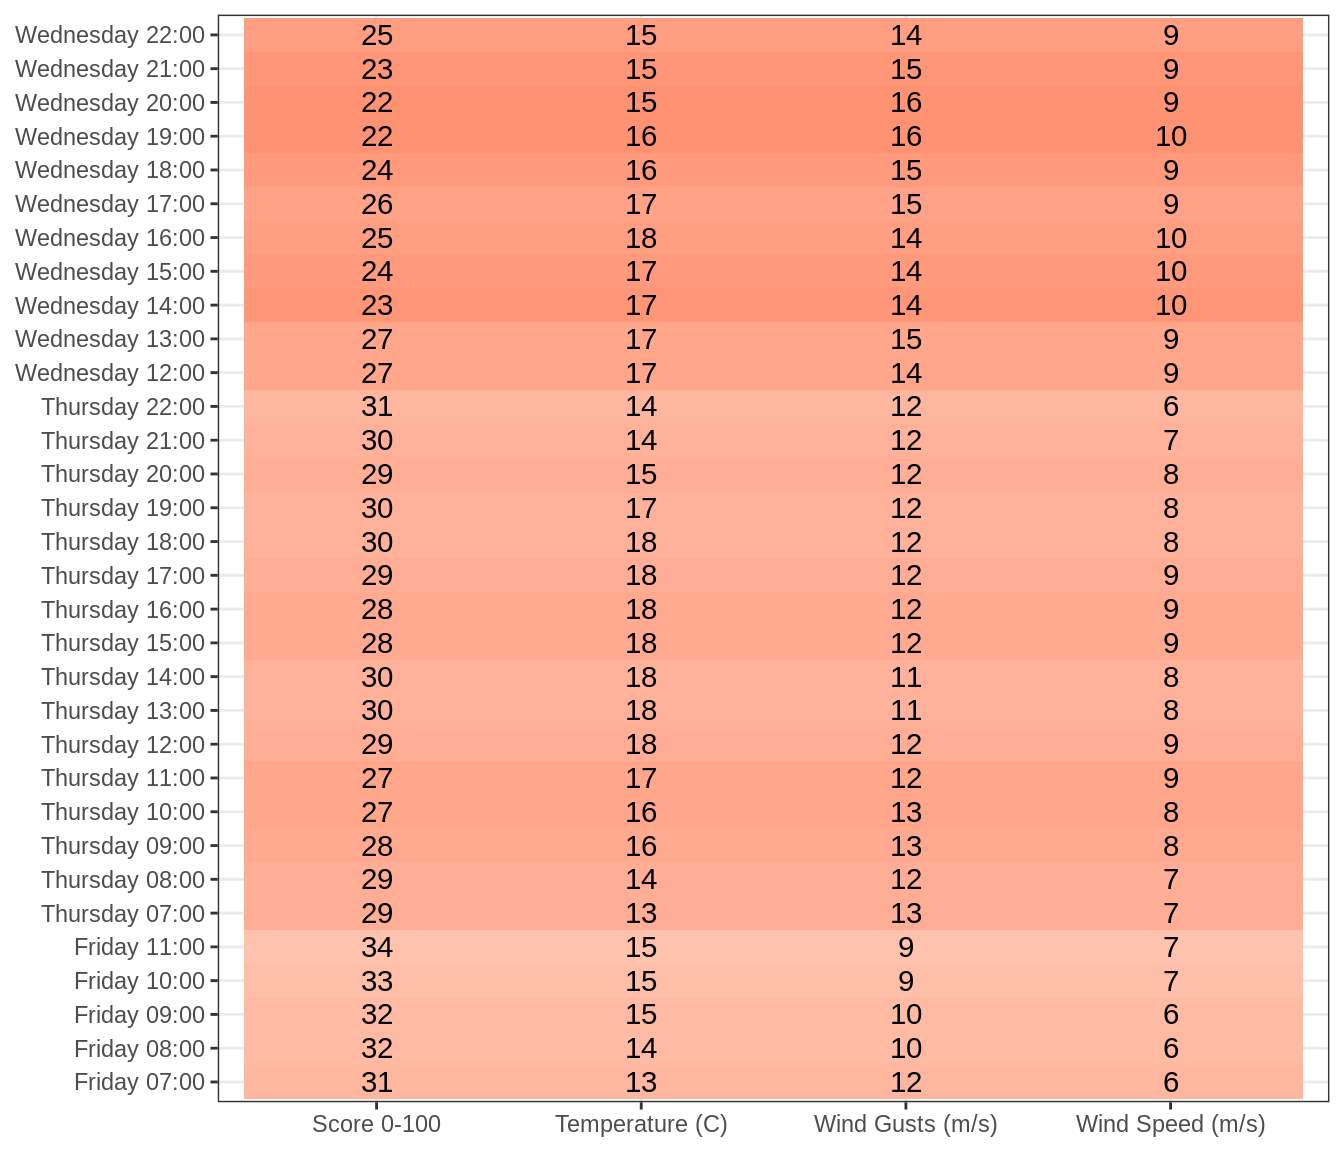 Wednesday 22:00 25 15 14 9
Wednesday 21:00 23 15 15 9
Wednesday 20:00 22 15 16 9
Wednesday 19:00 22 16 16 10
Wednesday 18:00 24 16 15 9
Wednesday 17:00 26 17 15 9
Wednesday 16:00 25 18 14 10
Wednesday 15:00 24 17 14 10
Wednesday 14:00 23 17 14 10
Wednesday 13:00 27 17 15 9
Wednesday 12:00 27 17 14 9
Thursday 22:00 31 14 12 6
Thursday 21:00 30 14 12 7
Thursday 20:00 29 15 12 8
Thursday 19:00 30 17 12 8
Thursday 18:00 30 18 12 8
Thursday 17:00 29 18 12 9
Thursday 16:00 28 18 12 9
Thursday 15:00 28 18 12 9
Thursday 14:00 30 18 11 8
Thursday 13:00 30 18 11 8
Thursday 12:00 29 18 12 9
Thursday 11:00 27 17 12 9
Thursday 10:00 27 16 13 8
Thursday 09:00 28 16 13 8
Thursday 08:00 29 14 12 7
Thursday 07:00 29 13 13 7
Friday 11:00 34 15 9 7
Friday 10:00 33 15 9 7
Friday 09:00 32 15 10 6
Friday 08:00 32 14 10 6
Friday 07:00 31 13 12 6
Score 0-100 Temperature (C) Wind Gusts (m/s) Wind Speed (m/s)